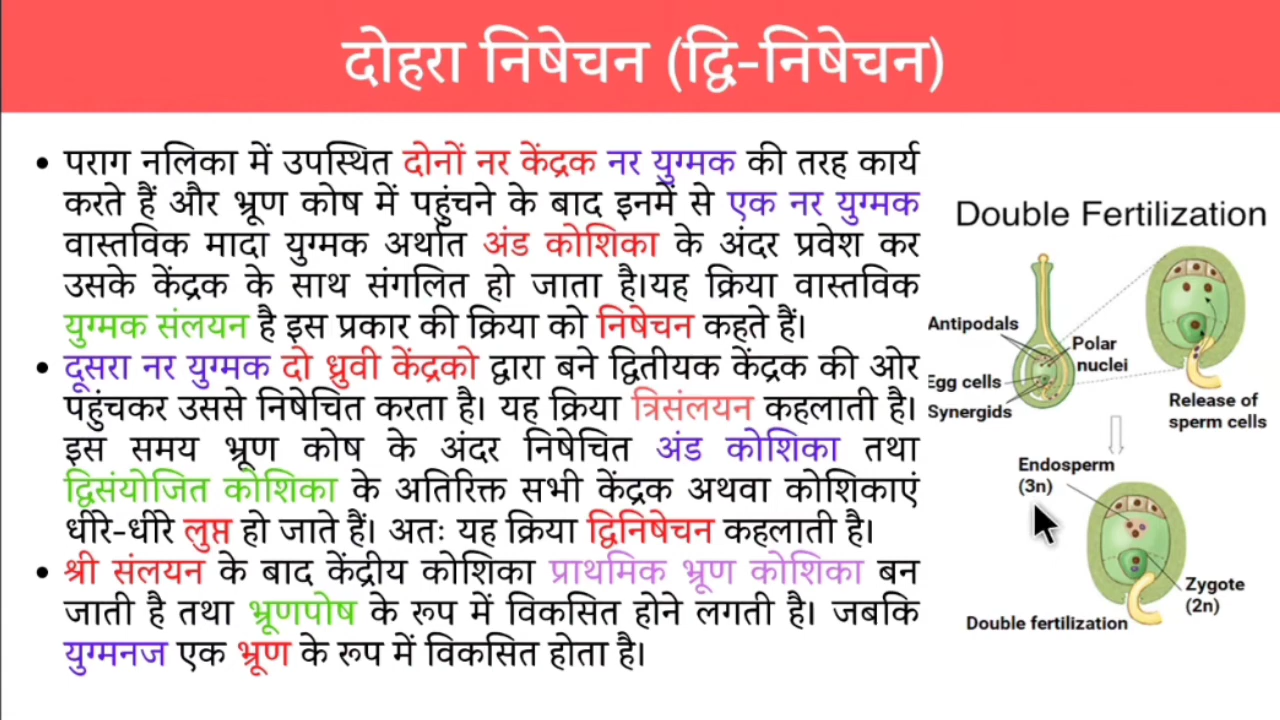 दोहरा निषेचन (द्वि-निषेचन)
• पराग नलिका में उपस्थित दोनों नर केंद्रक नर युग्मक की तरह कार्य
करते हैं और भ्रूण कोष में पहुंचने के बाद इनमें से एक नर युग्मक
वास्तविक मादा युग्मक अर्थात अंड कोशिका के अंदर प्रवेश कर
उसके केंद्रक के साथ संगलित हो जाता है।यह क्रिया वास्तविक
युग्मक संलयन है इस प्रकार की क्रिया को निषेचन कहते हैं।
• दूसरा नर युग्मक दो ध्रुवी केंद्रको द्वारा बने द्वितीयक केंद्रक की ओर
पहुंचकर उससे निषेचित करता है। यह क्रिया त्रिसंलयन कहलाती है।
इस समय भ्रूण कोष के अंदर निषेचित अंड कोशिका तथा
द्विसंयोजित कोशिका के अतिरिक्त सभी केंद्रक अथवा कोशिकाएं
धीरे-धीरे लुप्त हो जाते हैं। अतः यह क्रिया द्विनिषेचन कहलाती है।
• श्री संलयन के बाद केंद्रीय कोशिका प्राथमिक भ्रूण कोशिका बन
जाती है तथा भ्रूणपोष के रूप में विकसित होने लगती है। जबकि
युग्मनज एक भ्रूण के रूप में विकसित होता है।
Double Fertilization
Antipodals
Polar
nuclei
Egg cells
Synergids
Release of
sperm cells
Endosperm
(3n)
Zygote
(2n)
Double fertilization